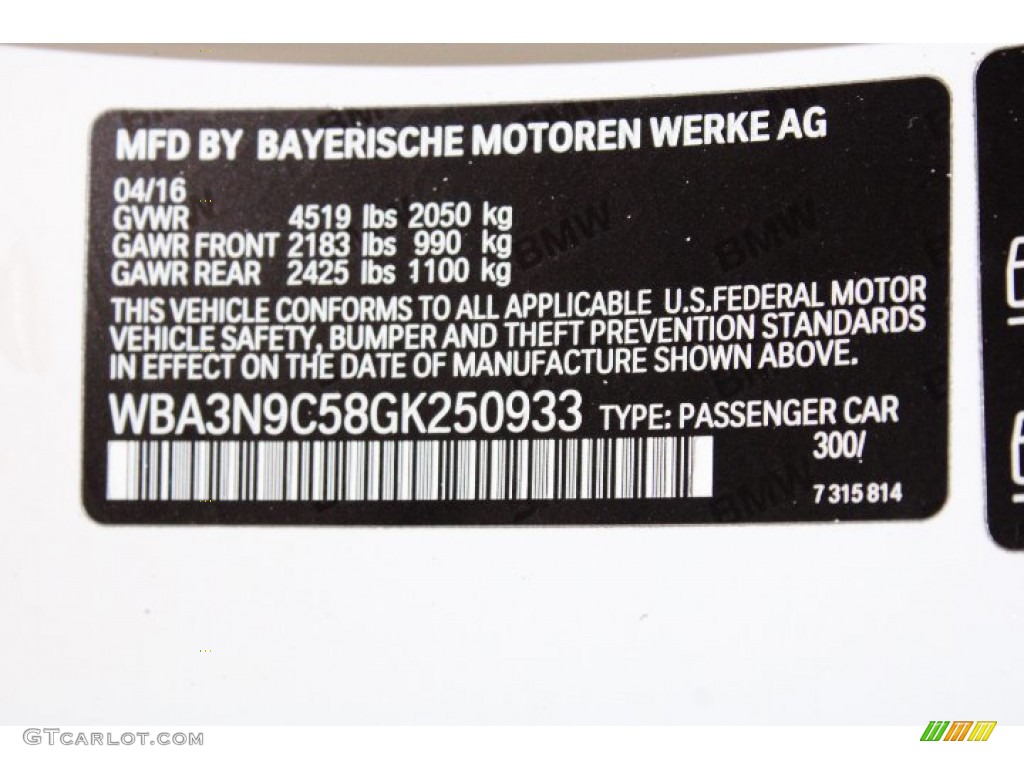 MFD BY BAYERISCHE MOTOREN WERKE AG
04/16
GVWR 4519 lbs 2050 kg
GAWR FRONT 2183 lbs 990 kg
GAWR REAR 2425 lbs 1100 kg
THIS VEHICLE CONFORMS TO ALL APPLICABLE U.S.FEDERAL MOTOR
VEHICLE SAFETY, BUMPER AND THEFT PREVENTION STANDARDS
IN EFFECT ON THE DATE OF MANUFACTURE SHOWN ABOVE.
WBA3N9C58GK250933 TYPE: PASSENGER CAR
300/
7 315 814
GTCARLOT.COM